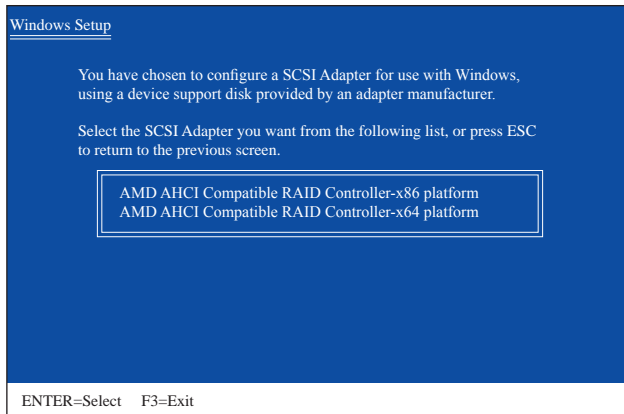 Windows Setup
You have chosen to configure a SCSI Adapter for use with Windows,
using a device support disk provided by an adapter manufacturer.
Select the SCSI Adapter you want from the following list, or press ESC
to return to the previous screen.
AMD AHCI Compatible RAID Controller-x86 platform
AMD AHCI Compatible RAID Controller-x64 platform
ENTER=Select F3=Exit